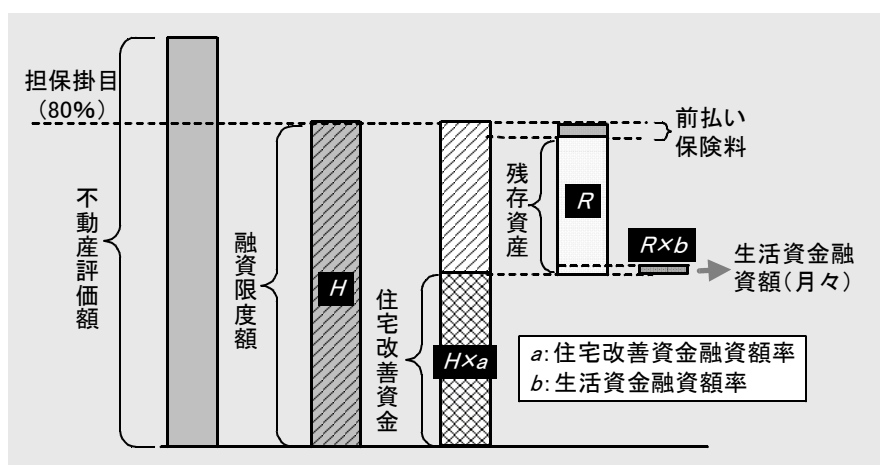 担保掛目
(80%)
不動産評価額
融資限度額
H
住宅改善資金
H×a
残存資産
R
前払い
保険料
R×b
生活資金融
資額(月々)
a:住宅改善資金融資額率
b:生活資金融資額率